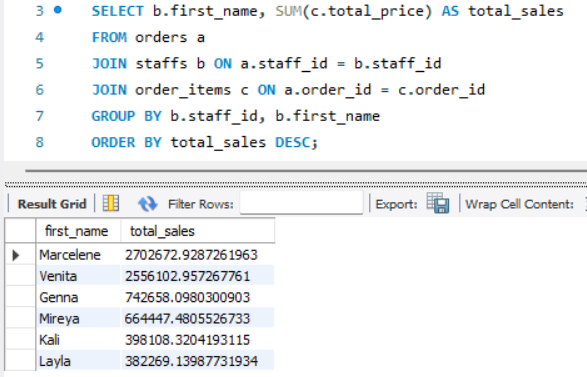 3 SELECT b.first_name, SUM(c.total_price) AS total_sales
4 FROM orders a
5 JOIN staffs b ON a.staff_id = b.staff_id
6 JOIN order_items c ON a.order_id = c.order_id
7 GROUP BY b.staff_id, b.first_name
8 ORDER BY total_sales DESC;
Result Grid Filter Rows: Export: Wrap Cell Content:
first_name total_sales
Marcelene 2702672.9287261963
Venita 2556102.957267761
Genna 742658.0980300903
Mireya 664447.4805526733
Kali 398108.3204193115
Layla 382269.13987731934